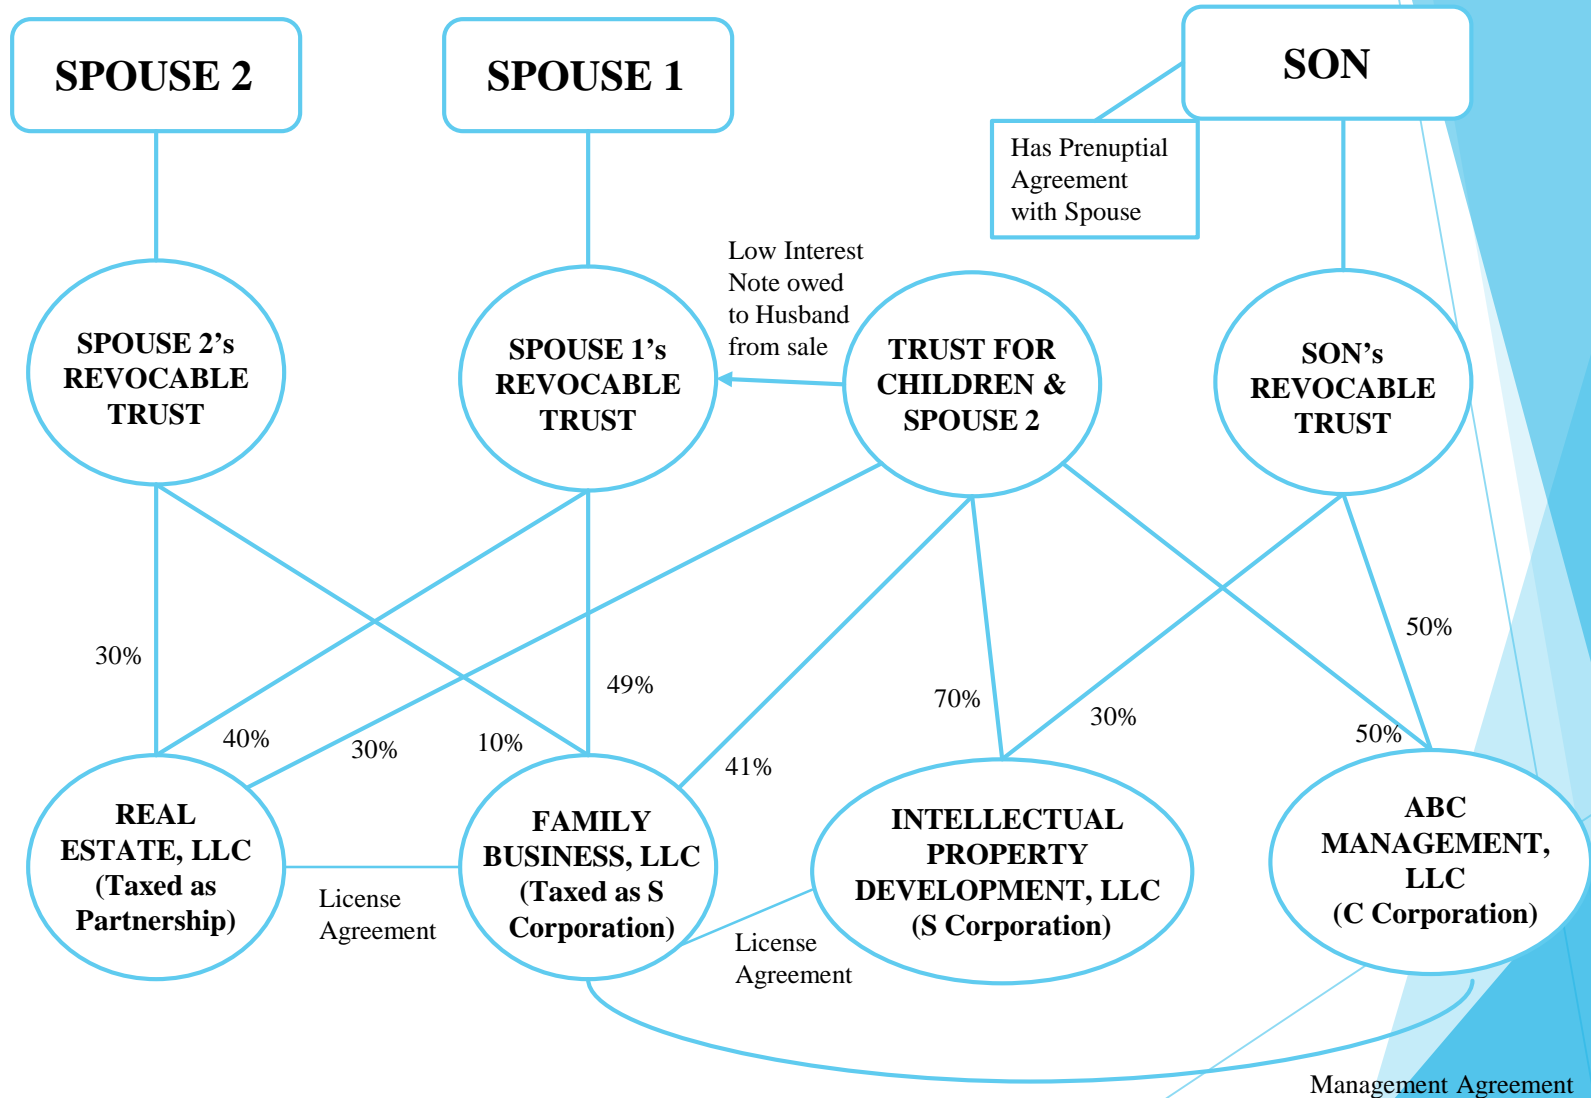 SPOUSE 2
SPOUSE 1
SON
Has Prenuptial
Agreement
with Spouse
Low Interest
Note owed
to Husband
from sale
SPOUSE 2’s
REVOCABLE
TRUST
SPOUSE 1’s
REVOCABLE
TRUST
TRUST FOR
CHILDREN &
SPOUSE 2
SON’s
REVOCABLE
TRUST
30%
40%
30%
10%
49%
41%
70%
30%
50%
50%
REAL
ESTATE, LLC
(Taxed as
Partnership)
License
Agreement
FAMILY
BUSINESS, LLC
(Taxed as S
Corporation)
License
Agreement
INTELLECTUAL
PROPERTY
DEVELOPMENT, LLC
(S Corporation)
ABC
MANAGEMENT,
LLC
(C Corporation)
Management Agreement